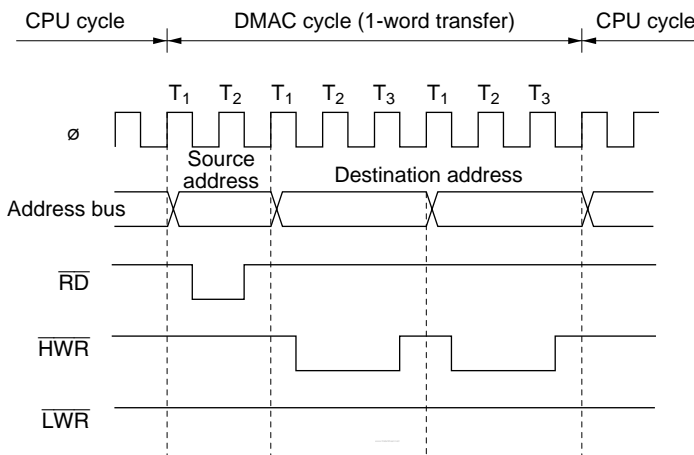 CPU cycle DMAC cycle (1-word transfer) CPU cycle
T1 T2 T1 T2 T3 T1 T2 T3
ø
Source
address
Destination address
Address bus
RD
HWR
LWR